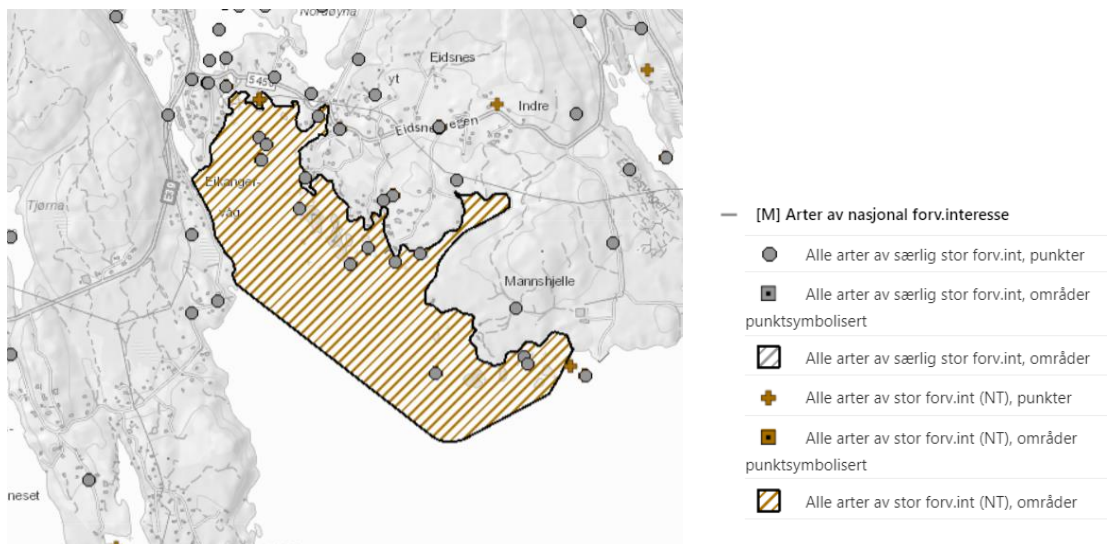 Nordøyna
Eidsnes
yt
Indre
Eidsnesvegen
E39
Eikanger-
våg
Tjørna
Mannshjelle
neset
[M] Arter av nasjonal forv.interesse
Alle arter av særlig stor forv.int, punkter
Alle arter av særlig stor forv.int, områder
punktsymbolisert
Alle arter av særlig stor forv.int, områder
Alle arter av stor forv.int (NT), punkter
Alle arter av stor forv.int (NT), områder
punktsymbolisert
Alle arter av stor forv.int (NT), områder